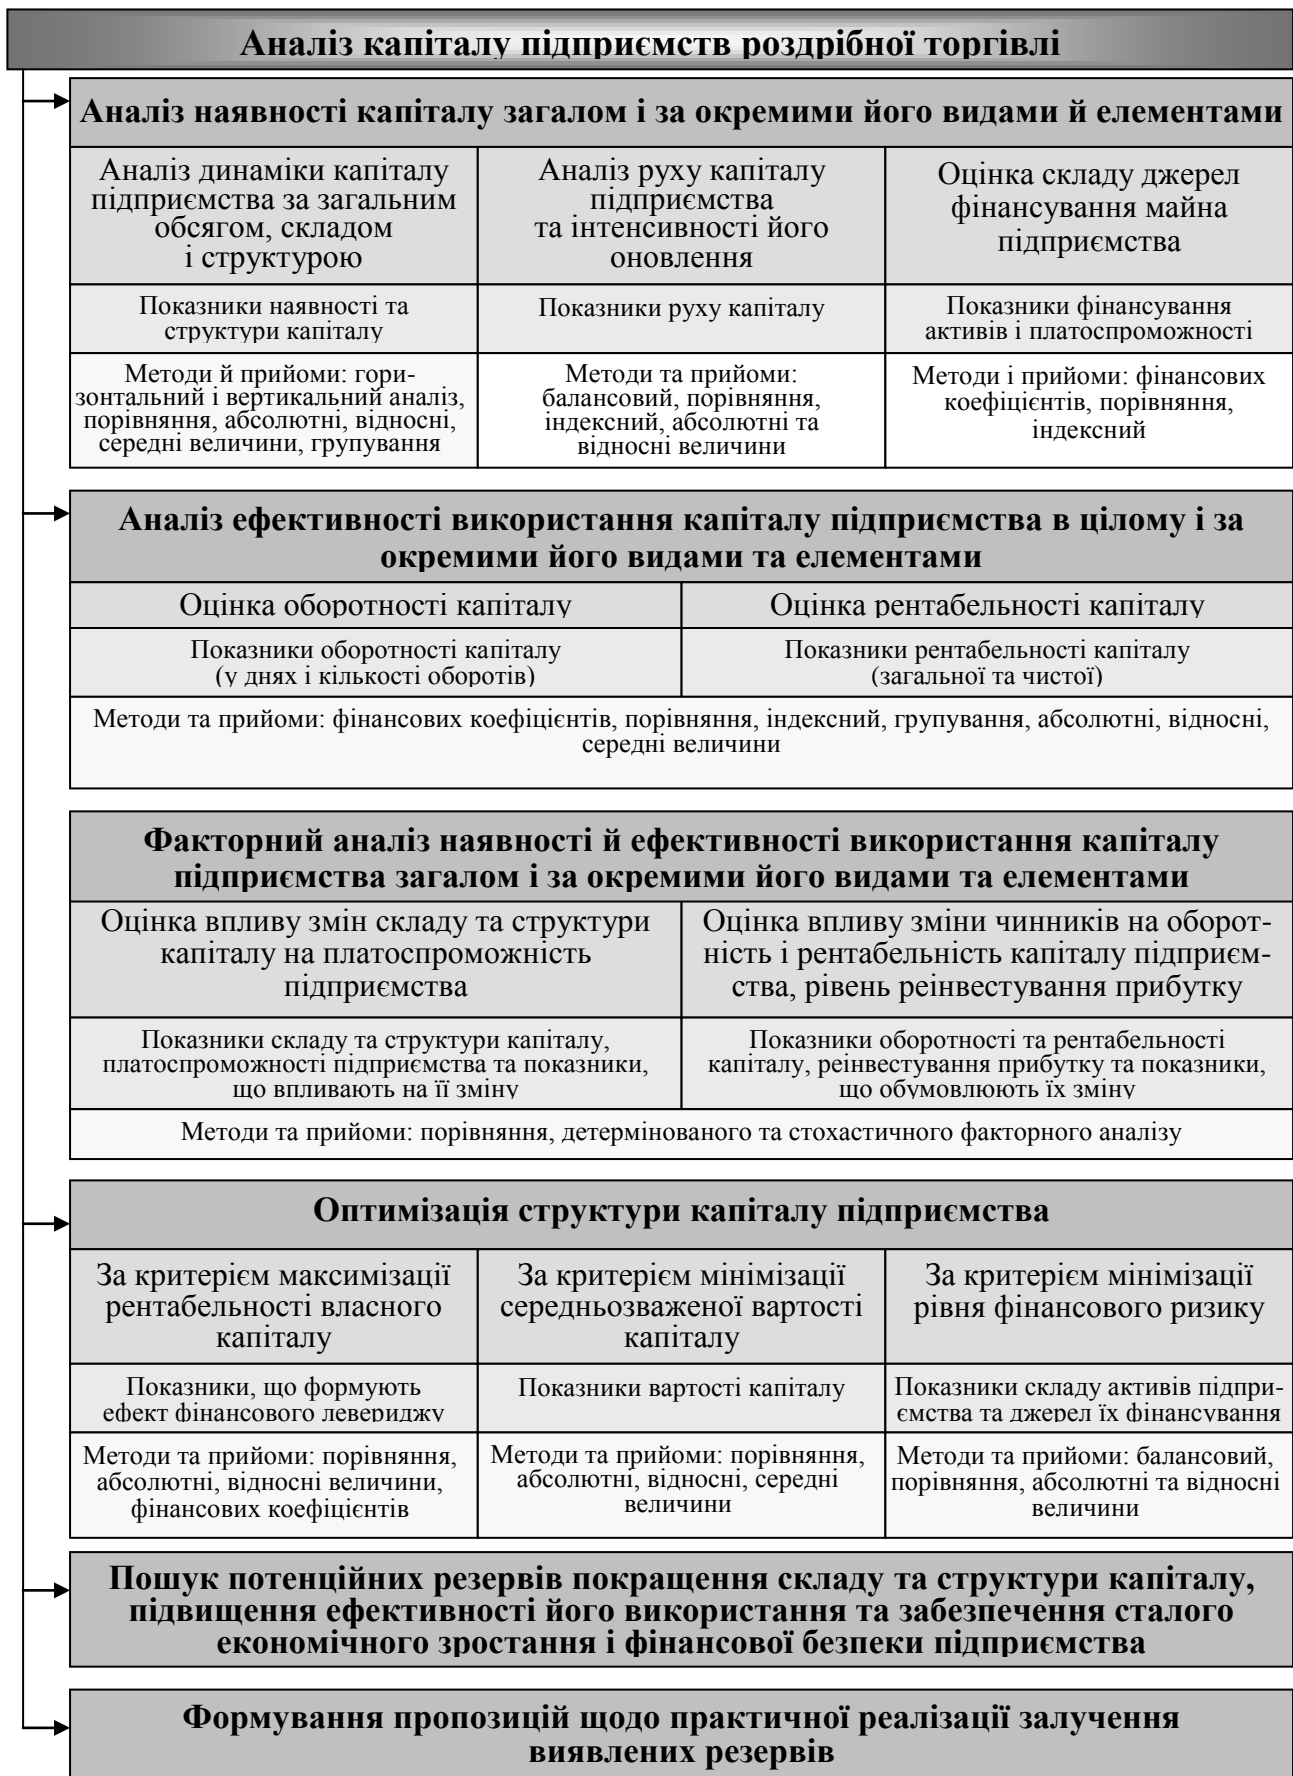 Аналіз капіталу підприємств роздрібної торгівлі
Аналіз наявності капіталу загалом і за окремими його видами й елементами
Аналіз динаміки капіталу
підприємства за загальним
обсягом, складом
і структурою
Аналіз руху капіталу
підприємства
та інтенсивності його
оновлення
Оцінка складу джерел
фінансування майна
підприємства
Показники наявності та
структури капіталу
Показники руху капіталу
Показники фінансування
активів і платоспроможності
Методи й прийоми: гори-
зонтальний і вертикальний аналіз,
порівняння, абсолютні, відносні,
середні величини, групування
Методи та прийоми:
балансовий, порівняння,
індексний, абсолютні та
відносні величини
Методи і прийоми: фінансових
коефіцієнтів, порівняння,
індексний
Аналіз ефективності використання капіталу підприємства в цілому і за
окремими його видами та елементами
Оцінка оборотності капіталу
Оцінка рентабельності капіталу
Показники оборотності капіталу
(у днях і кількості оборотів)
Показники рентабельності капіталу
(загальної та чистої)
Методи та прийоми: фінансових коефіцієнтів, порівняння, індексний, групування, абсолютні, відносні,
середні величини
Факторний аналіз наявності й ефективності використання капіталу
підприємства загалом і за окремими його видами та елементами
Оцінка впливу змін складу та структури
капіталу на платоспроможність
підприємства
Оцінка впливу зміни чинників на оборот-
ність і рентабельність капіталу підприєм-
ства, рівень реінвестування прибутку
Показники складу та структури капіталу,
платоспроможності підприємства та показники,
що впливають на її зміну
Показники оборотності та рентабельності
капіталу, реінвестування прибутку та показники,
що обумовлюють їх зміну
Методи та прийоми: порівняння, детермінованого та стохастичного факторного аналізу
Оптимізація структури капіталу підприємства
За критерієм максимізації
рентабельності власного
капіталу
За критерієм мінімізації
середньозваженої вартості
капіталу
За критерієм мінімізації
рівня фінансового ризику
Показники, що формують
ефект фінансового левериджу
Показники вартості капіталу
Показники складу активів підпри-
ємства та джерел їх фінансування
Методи та прийоми: порівняння,
абсолютні, відносні величини,
фінансових коефіцієнтів
Методи та прийоми: порівняння,
абсолютні, відносні, середні
величини
Методи та прийоми: балансовий,
порівняння, абсолютні та відносні
величини
Пошук потенційних резервів покращення складу та структури капіталу,
підвищення ефективності його використання та забезпечення сталого
економічного зростання і фінансової безпеки підприємства
Формування пропозицій щодо практичної реалізації залучення
виявлених резервів